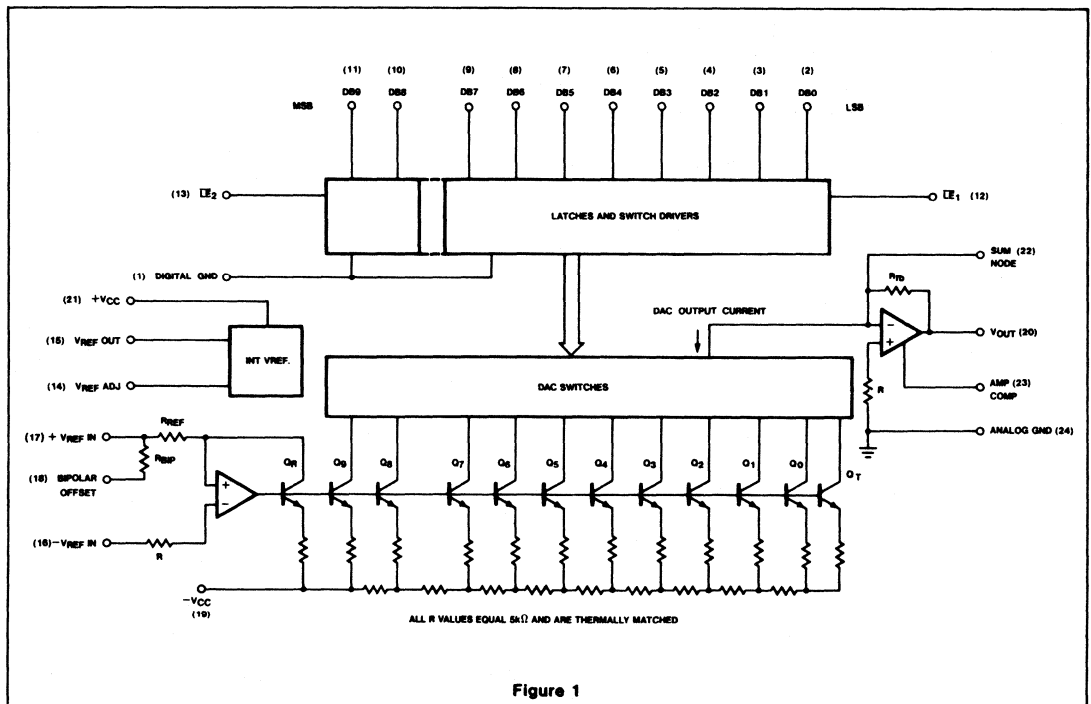 (11) (10) (9) (8) (7) (6) (5) (4) (3) (2)
MSB DB9 DB8 DB7 DB6 DB5 DB4 DB3 DB2 DB1 DB0 LSB
(13) L̅E̅2
LATCHES AND SWITCH DRIVERS
L̅E̅1 (12)
(1) DIGITAL GND
SUM (22)
NODE
(21) +VCC
RFD
DAC OUTPUT CURRENT
(15) VREF OUT
INT VREF.
VOUT (20)
(14) VREF ADJ
DAC SWITCHES
R
AMP (23)
COMP
RREF
(17) + VREF IN
ANALOG GND (24)
RBIP
(18) BIPOLAR
OFFSET
QR Q9 Q8 Q7 Q6 Q5 Q4 Q3 Q2 Q1 Q0 QT
(16) -VREF IN
R
-VCC
(19)
ALL R VALUES EQUAL 5kΩ AND ARE THERMALLY MATCHED
Figure 1